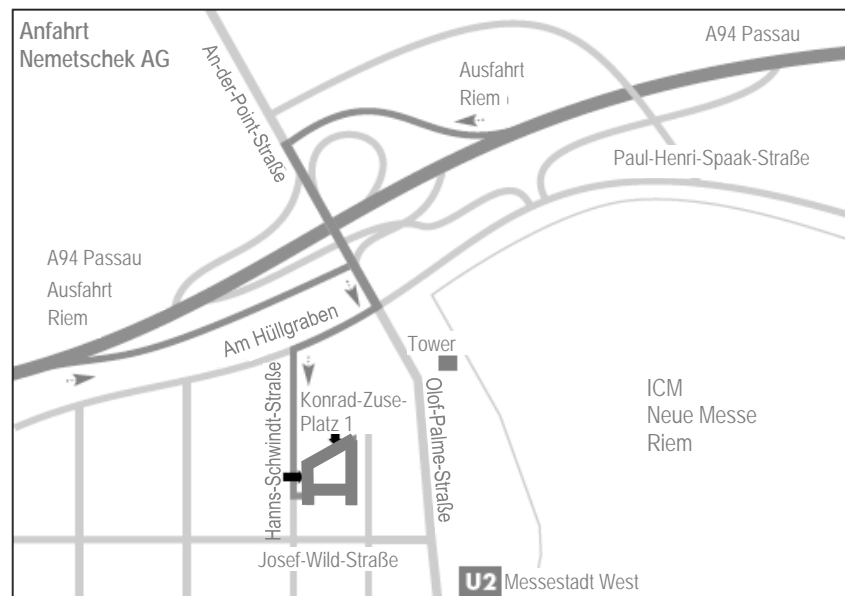 Anfahrt
Nemetschek AG
An-der-Point-Straße
A94 Passau
Ausfahrt
Riem
Paul-Henri-Spaak-Straße
A94 Passau
Ausfahrt
Riem
Am Hüllgraben
Tower
Hanns-Schwindt-Straße
Konrad-Zuse-
Platz 1
Olof-Palme-Straße
ICM
Neue Messe
Riem
Josef-Wild-Straße
U2 Messestadt West